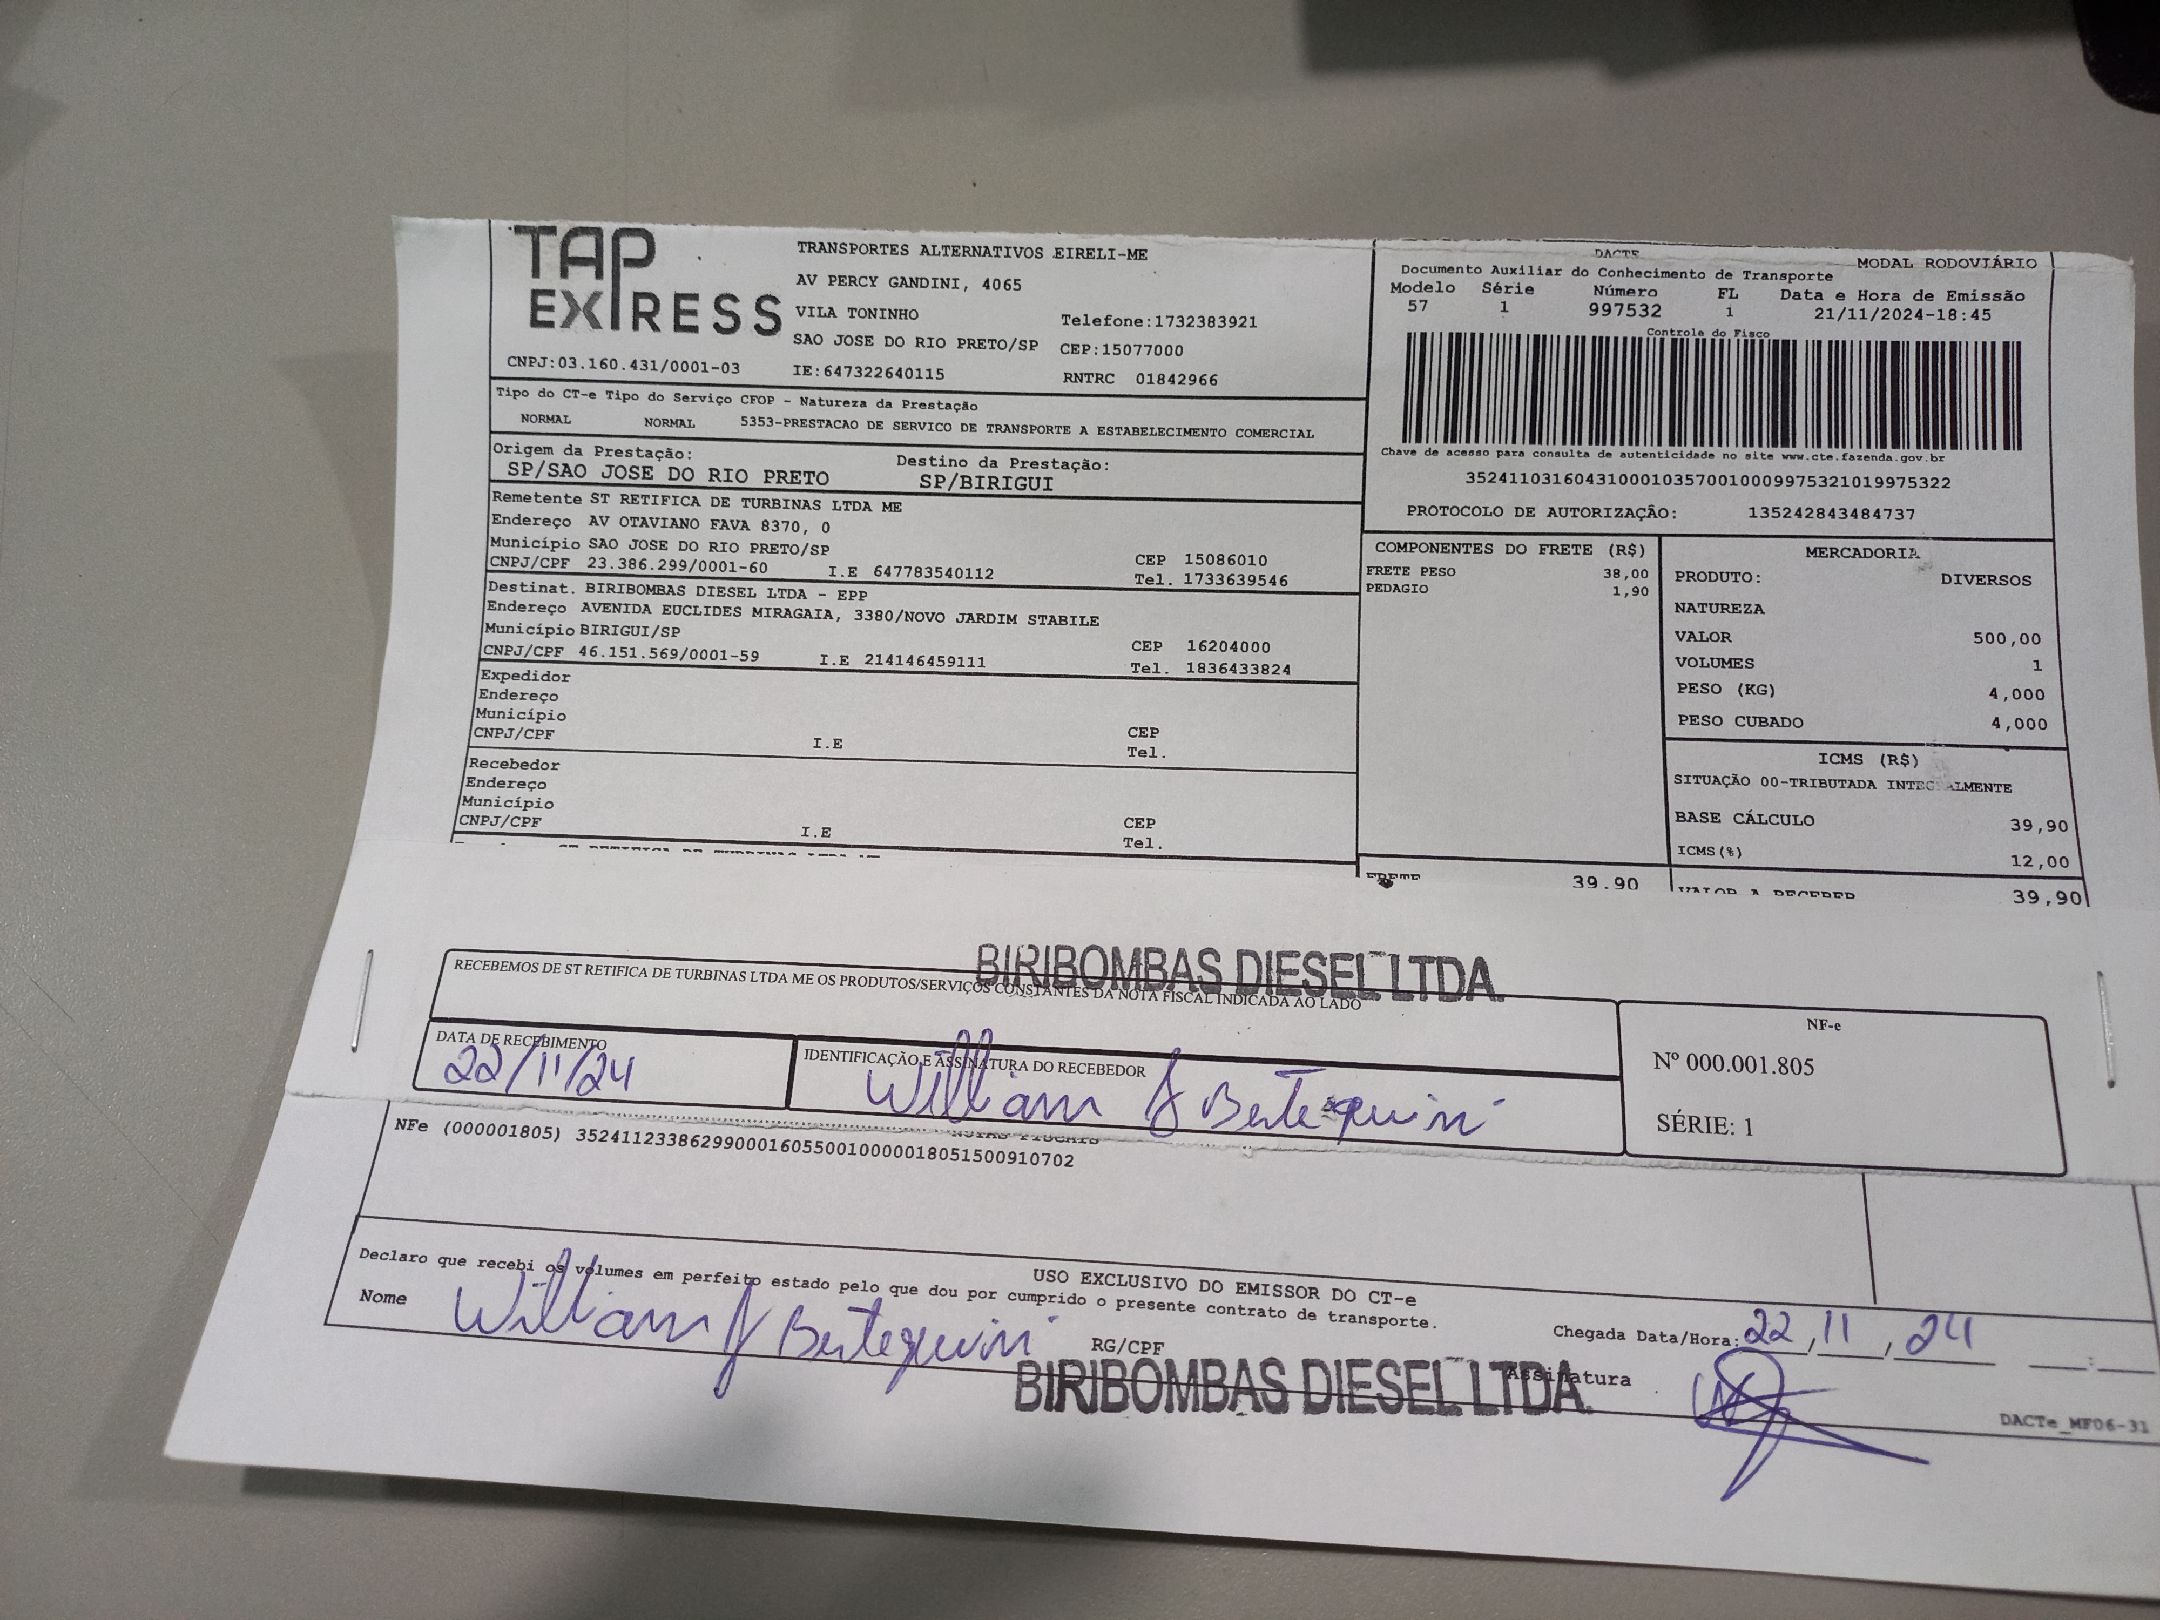 TAP
EXPRESS
CNPJ:03.160.431/0001-03
TRANSPORTES ALTERNATIVOS EIRELI-ME
AV PERCY GANDINI, 4065
VILA TONINHO
Telefone:1732383921
SAO JOSE DO RIO PRETO/SP CEP:15077000
IE:647322640115
RNTRC 01842966
DACTE
MODAL RODOVIÁRIO
Documento Auxiliar do Conhecimento de Transporte
Modelo Série Número FL Data e Hora de Emissão
57 1 997532 1 21/11/2024-18:45
Controle do Fisco
Chave de acesso para consulta de autenticidade no site www.cte.fazenda.gov.br
35241103160431000103570010009975321019975322
PROTOCOLO DE AUTORIZAÇÃO: 135242843484737
Tipo do CT-e Tipo do Serviço CFOP - Natureza da Prestação
NORMAL NORMAL 5353-PRESTACAO DE SERVICO DE TRANSPORTE A ESTABELECIMENTO COMERCIAL
Origem da Prestação: Destino da Prestação:
SP/SAO JOSE DO RIO PRETO SP/BIRIGUI
Remetente ST RETIFICA DE TURBINAS LTDA ME
Endereço AV OTAVIANO FAVA 8370, 0
Município SAO JOSE DO RIO PRETO/SP CEP 15086010
CNPJ/CPF 23.386.299/0001-60 I.E 647783540112 Tel. 1733639546
Destinat. BIRIBOMBAS DIESEL LTDA - EPP
Endereço AVENIDA EUCLIDES MIRAGAIA, 3380/NOVO JARDIM STABILE
Município BIRIGUI/SP CEP 16204000
CNPJ/CPF 46.151.569/0001-59 I.E 214146459111 Tel. 1836433824
Expedidor
Endereço
Município CEP
CNPJ/CPF I.E Tel.
Recebedor
Endereço
Município CEP
CNPJ/CPF I.E Tel.
COMPONENTES DO FRETE (R$)
FRETE PESO 38,00
PEDAGIO 1,90
FRETE 39.90
MERCADORIA
PRODUTO: DIVERSOS
NATUREZA
VALOR 500,00
VOLUMES 1
PESO (KG) 4,000
PESO CUBADO 4,000
ICMS (R$)
SITUAÇÃO 00-TRIBUTADA INTEGRALMENTE
BASE CÁLCULO 39,90
ICMS(%) 12,00
VALOR A RECEBER 39,90
BIRIBOMBAS DIESEL LTDA.
RECEBEMOS DE ST RETIFICA DE TURBINAS LTDA ME OS PRODUTOS/SERVIÇOS CONSTANTES DA NOTA FISCAL INDICADA AO LADO
DATA DE RECEBIMENTO
22/11/24
IDENTIFICAÇÃO E ASSINATURA DO RECEBEDOR
William J Bertequini
NF-e
Nº 000.001.805
SÉRIE: 1
NFe (000001805) 35241123386299000160550010000018051500910702
USO EXCLUSIVO DO EMISSOR DO CT-e
Declaro que recebi os volumes em perfeito estado pelo que dou por cumprido o presente contrato de transporte.
Nome William J Bertequini RG/CPF
Chegada Data/Hora: 22/11/24
Assinatura
BIRIBOMBAS DIESEL LTDA.
DACTe_MF06-31